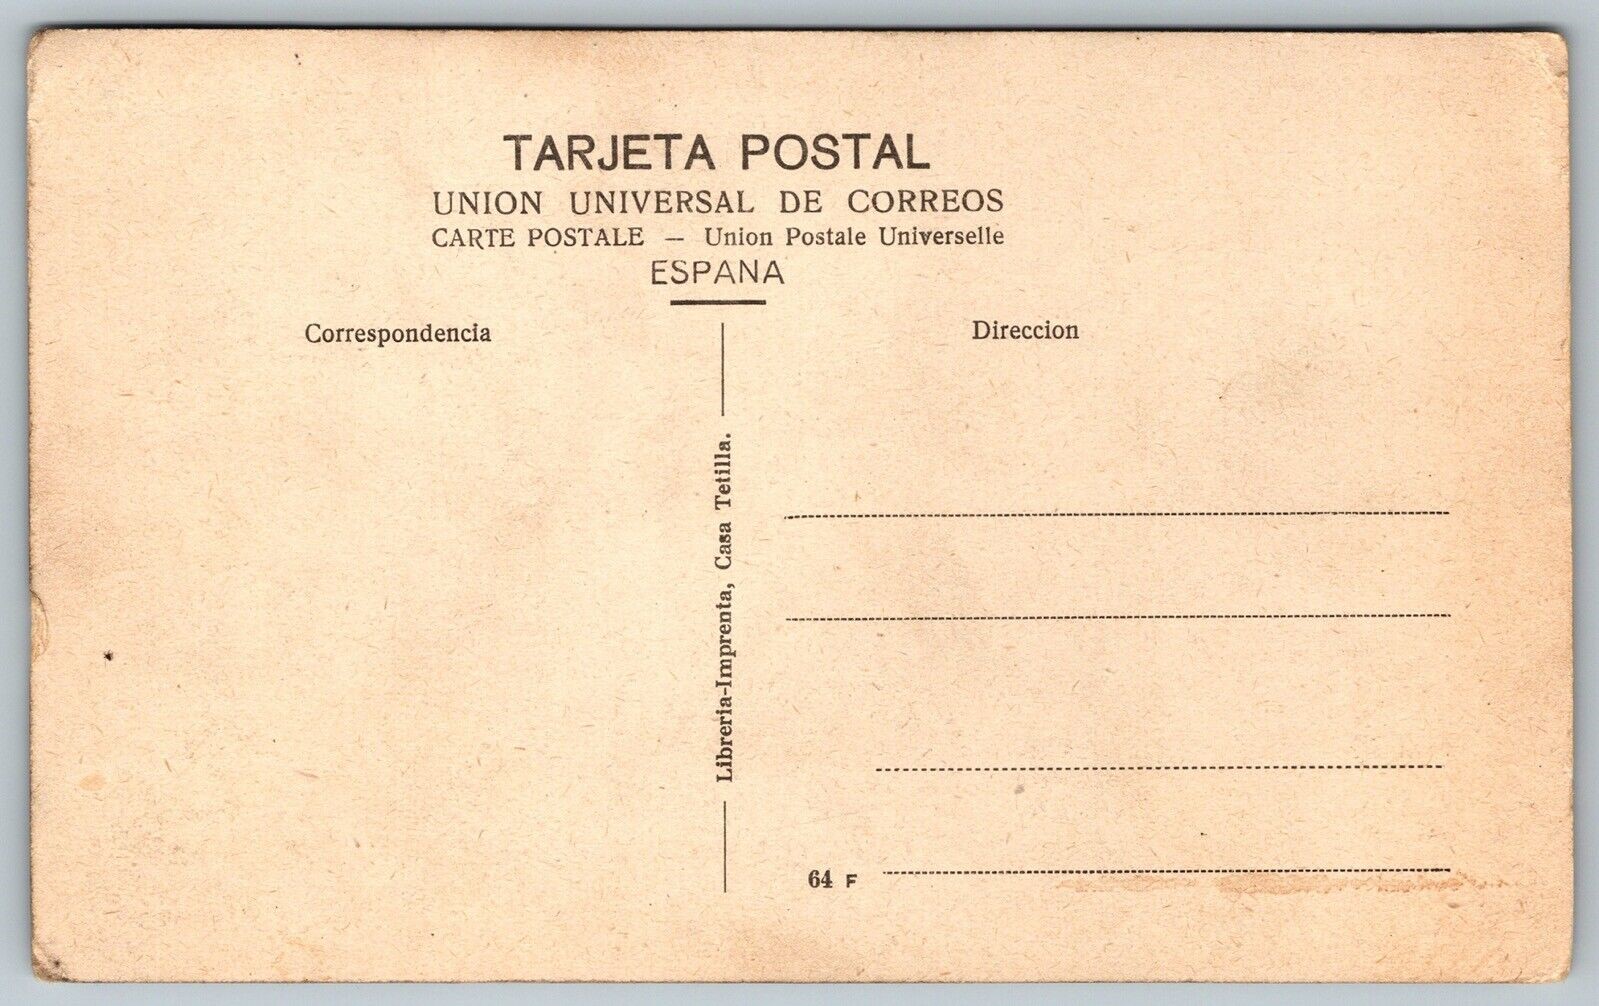 TARJETA POSTAL
UNION UNIVERSAL DE CORREOS
CARTE POSTALE — Union Postale Universelle
ESPANA
Correspondencia
Direccion
Libreria-Imprenta, Casa Tetilla.
64 F